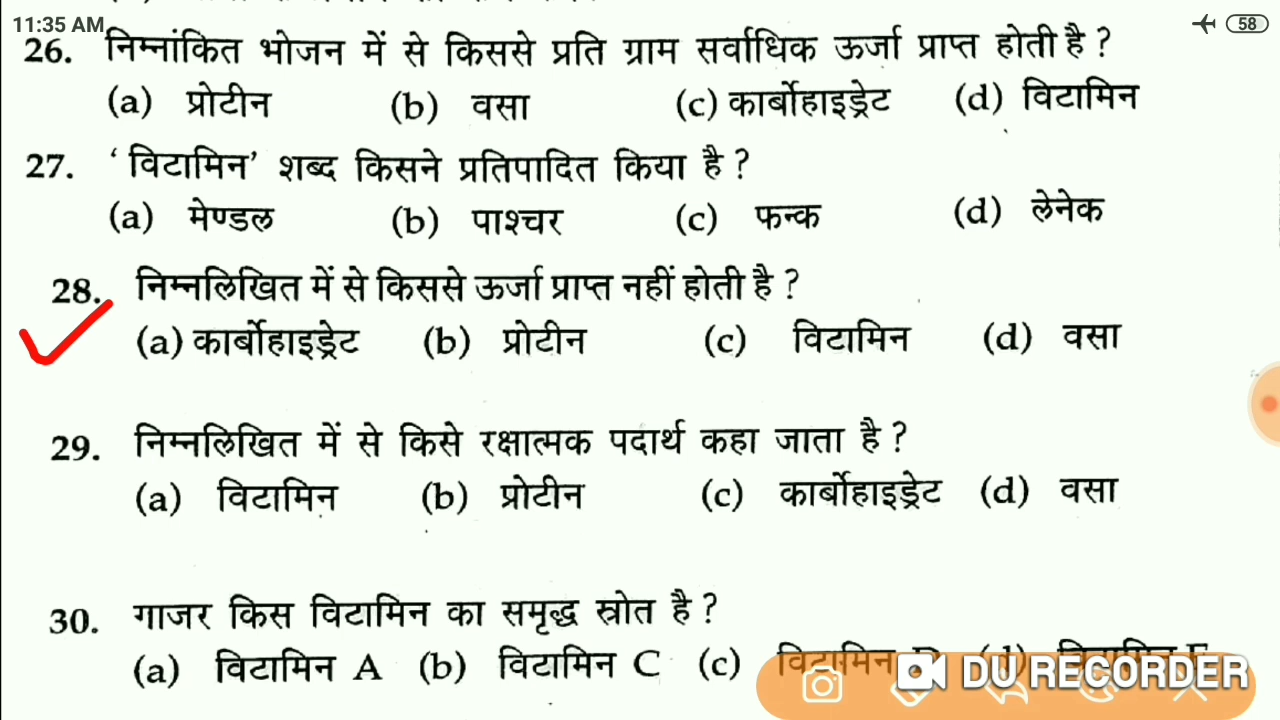 11:35 AM
58
26. निम्नांकित भोजन में से किससे प्रति ग्राम सर्वाधिक ऊर्जा प्राप्त होती है ?
(a) प्रोटीन (b) वसा (c) कार्बोहाइड्रेट (d) विटामिन
27. ‘विटामिन’ शब्द किसने प्रतिपादित किया है ?
(a) मेण्डल (b) पाश्चर (c) फन्क (d) लेनेक
28. निम्नलिखित में से किससे ऊर्जा प्राप्त नहीं होती है ?
(a) कार्बोहाइड्रेट (b) प्रोटीन (c) विटामिन (d) वसा
29. निम्नलिखित में से किसे रक्षात्मक पदार्थ कहा जाता है ?
(a) विटामिन (b) प्रोटीन (c) कार्बोहाइड्रेट (d) वसा
30. गाजर किस विटामिन का समृद्ध स्रोत है ?
(a) विटामिन A (b) विटामिन C (c) विटामिन (d) विटामिन
DU RECORDER